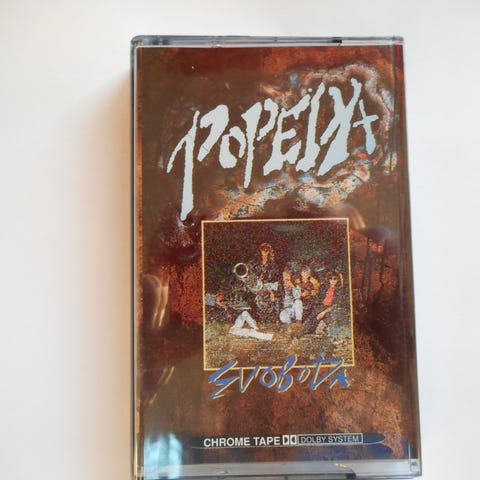 POPEDA
SVOBODA
CHROME TAPE DOLBY SYSTEM